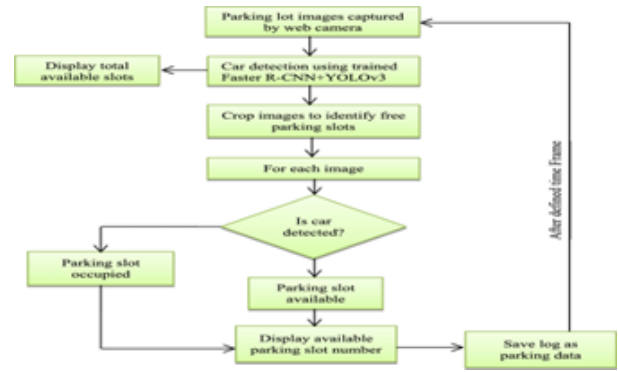 Parking lot images captured
by web camera
Display total
available slots
Car detection using trained
Faster R-CNN+YOLOv3
Crop images to identify free
parking slots
For each image
Is car
detected?
Parking slot
occupied
Parking slot
available
Display available
parking slot number
Save log as
parking data
After defined time Frame